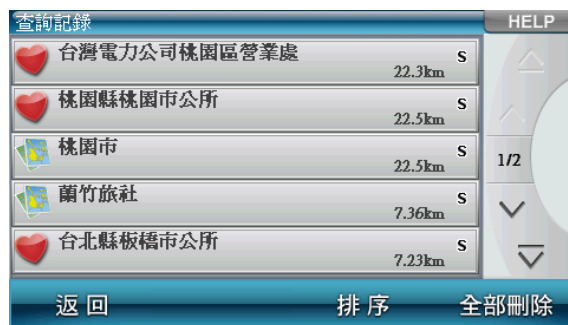 查詢記錄
HELP
台灣電力公司桃園區營業處
S
22.3km
桃園縣桃園市公所
S
22.5km
桃園市
S
22.5km
1/2
蘭竹旅社
S
7.36km
台北縣板橋市公所
S
7.23km
返回
排序
全部刪除